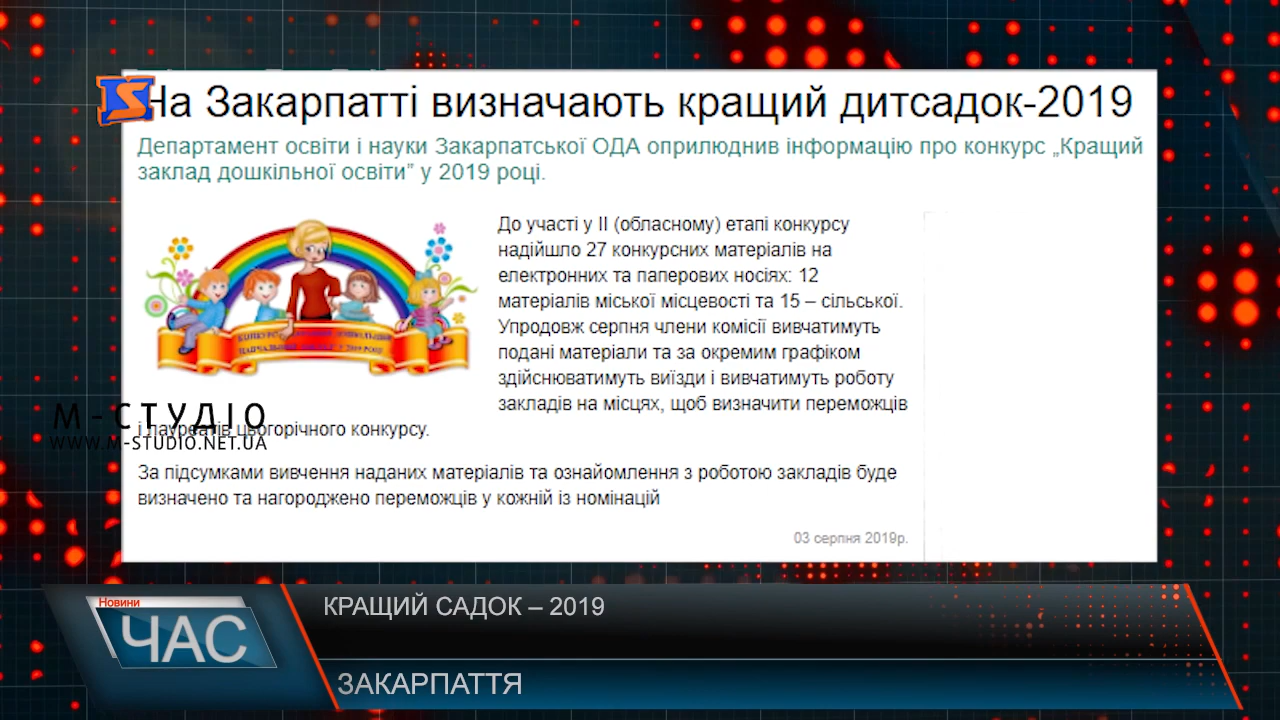 На Закарпатті визначають кращий дитсадок-2019
Департамент освіти і науки Закарпатської ОДА оприлюднив інформацію про конкурс „Кращий
заклад дошкільної освіти” у 2019 році.
До участі у ІІ (обласному) етапі конкурсу
надійшло 27 конкурсних матеріалів на
електронних та паперових носіях: 12
матеріалів міської місцевості та 15 – сільської.
Упродовж серпня члени комісії вивчатимуть
подані матеріали та за окремим графіком
здійснюватимуть виїзди і вивчатимуть роботу
закладів на місцях, щоб визначити переможців
і лауреатів цьогорічного конкурсу.
М-СТУДІО
WWW.M-STUDIO.NET.UA
За підсумками вивчення наданих матеріалів та ознайомлення з роботою закладів буде
визначено та нагороджено переможців у кожній із номінацій
03 серпня 2019р.
Новини
ЧАС
КРАЩИЙ САДОК – 2019
ЗАКАРПАТТЯ